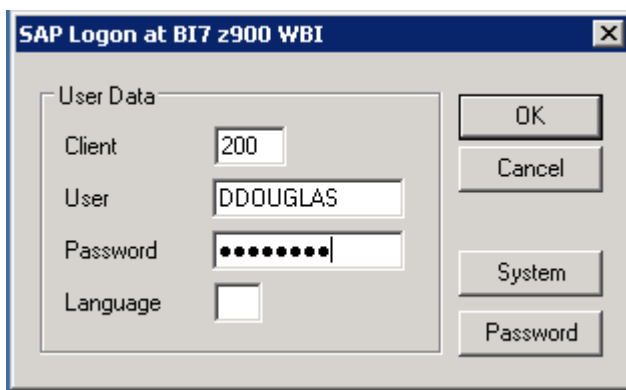 SAP Logon at BI7 z900 WBI
User Data
Client 200
OK
Cancel
User DDOUGLAS
Password ●●●●●●●●
System
Language
Password